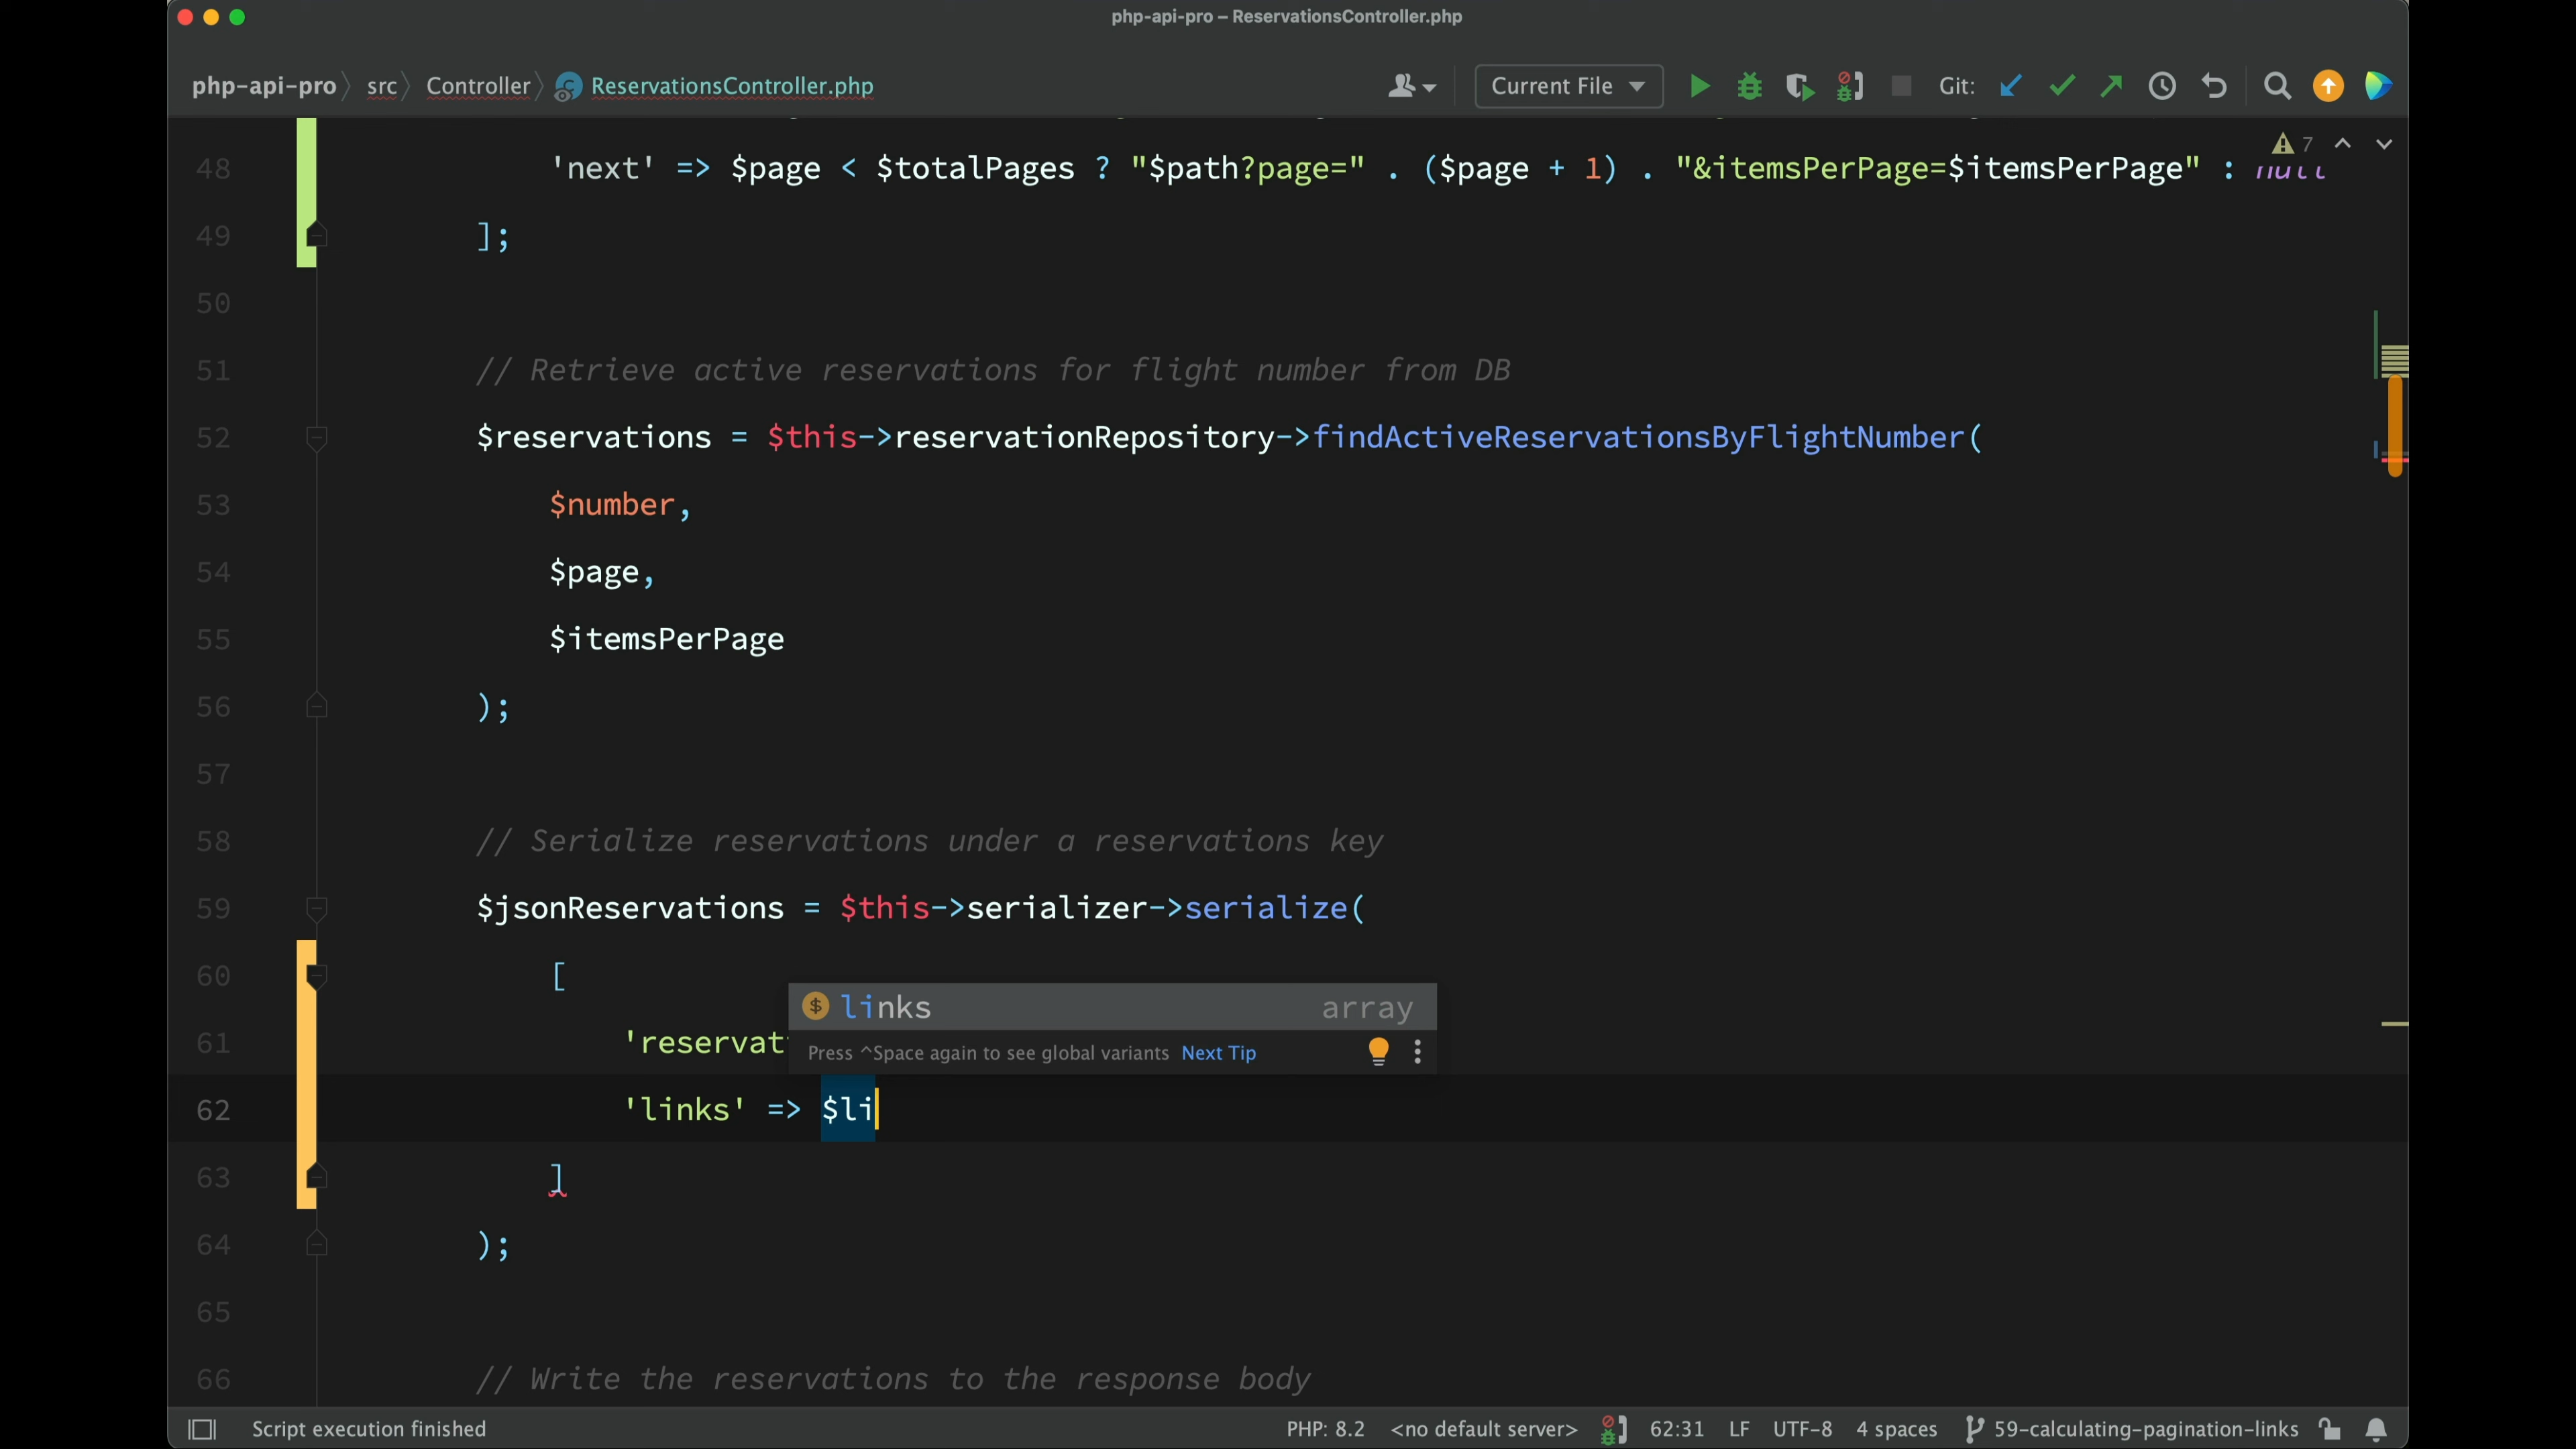 php-api-pro – ReservationsController.php
php-api-pro src Controller ReservationsController.php Current File Git:
7
48 'next' => $page < $totalPages ? "$path?page=" . ($page + 1) . "&itemsPerPage=$itemsPerPage" : null
49 ];
50
51 // Retrieve active reservations for flight number from DB
52 $reservations = $this->reservationRepository->findActiveReservationsByFlightNumber(
53 $number,
54 $page,
55 $itemsPerPage
56 );
57
58 // Serialize reservations under a reservations key
59 $jsonReservations = $this->serializer->serialize(
60 [
links array
61 'reservat
Press ^Space again to see global variants Next Tip
62 'links' => $li
63 ]
64 );
65
66 // Write the reservations to the response body
Script execution finished PHP: 8.2 <no default server> 62:31 LF UTF-8 4 spaces 59-calculating-pagination-links